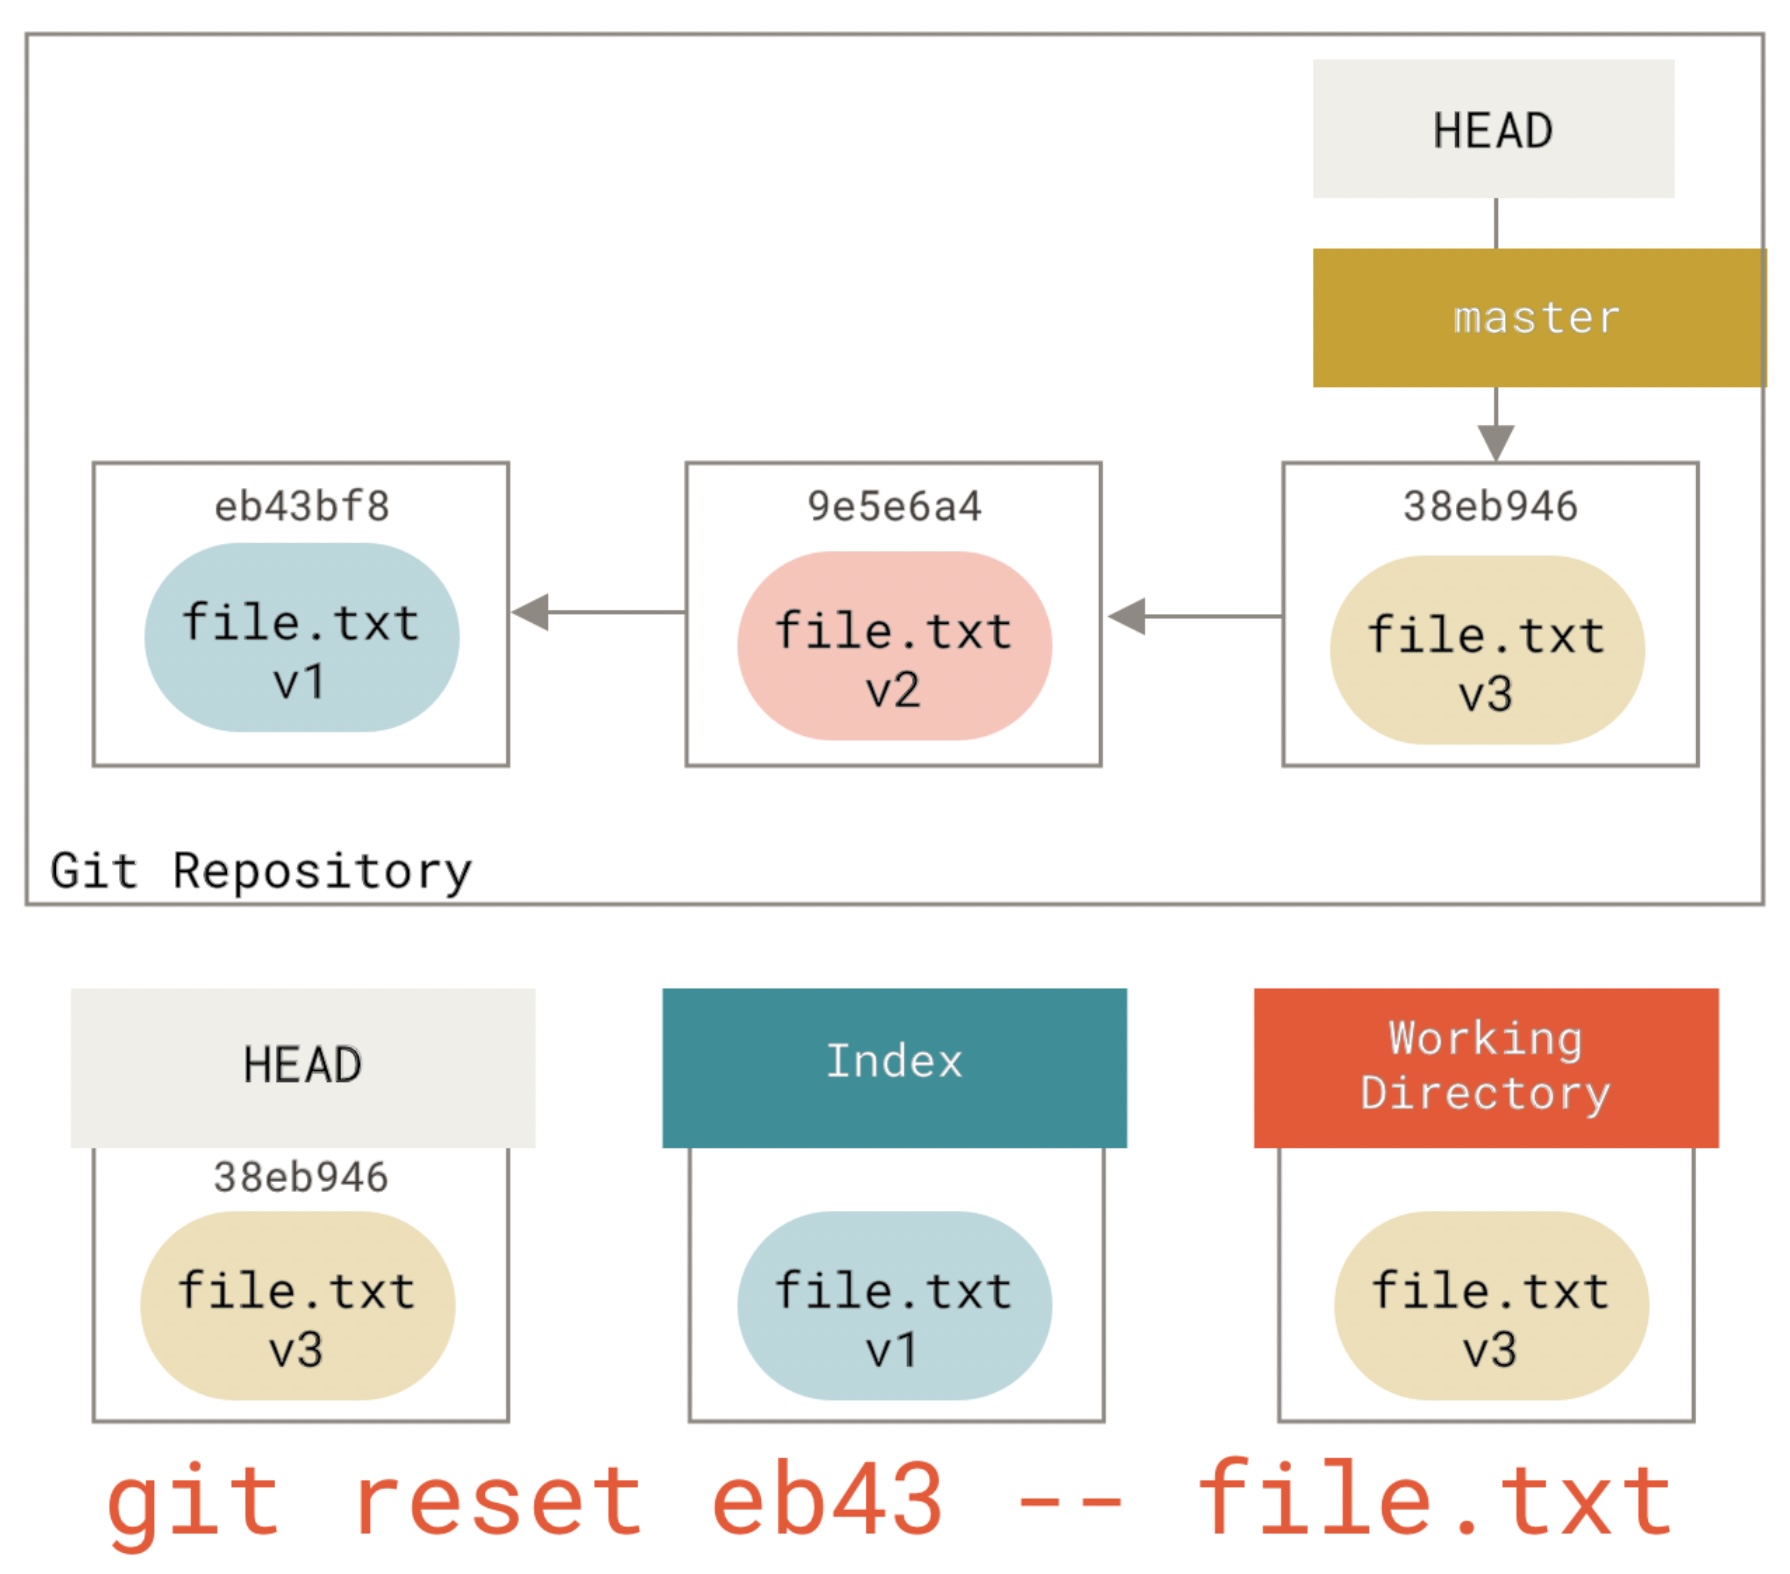 HEAD
master
eb43bf8
file.txt
v1
9e5e6a4
file.txt
v2
38eb946
file.txt
v3
Git Repository
HEAD
38eb946
file.txt
v3
Index
file.txt
v1
Working
Directory
file.txt
v3
git reset eb43 -- file.txt